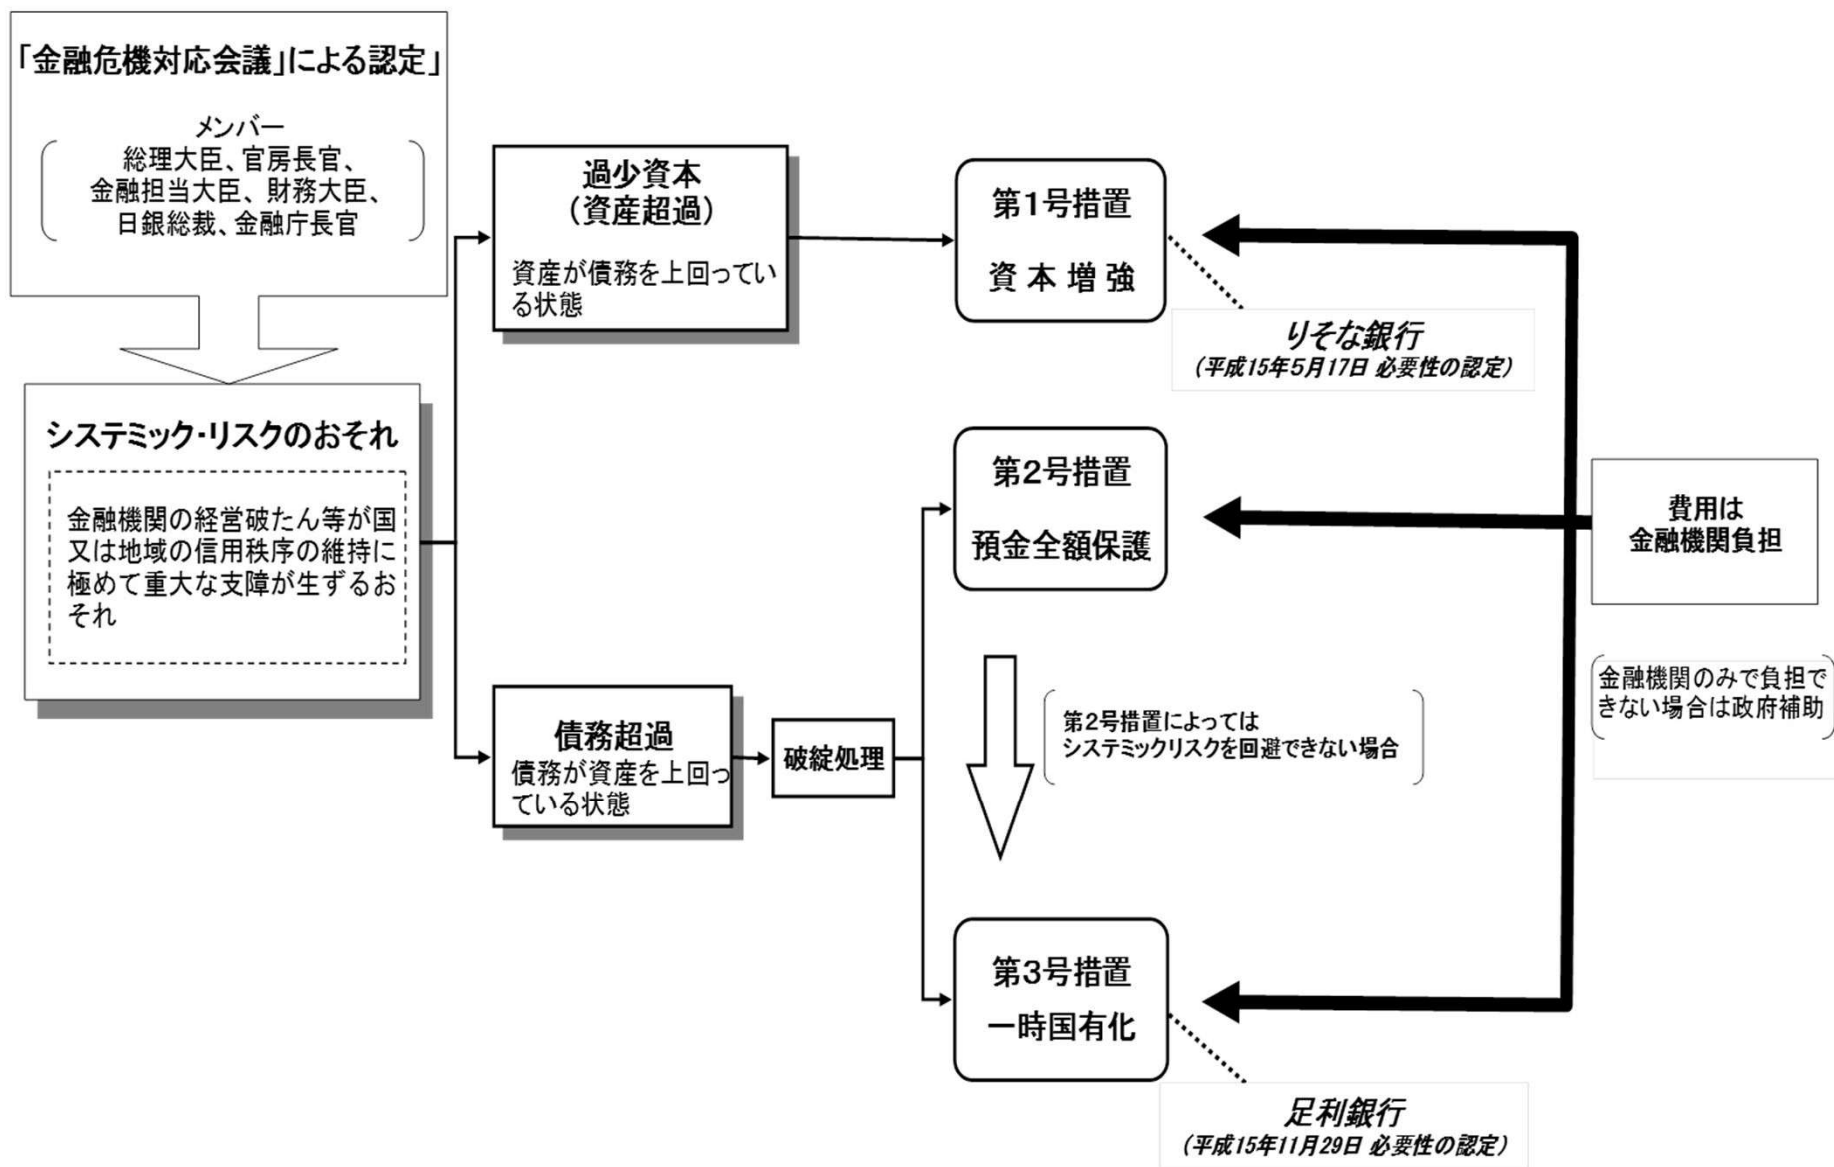 「金融危機対応会議」による認定」
メンバー
総理大臣、官房長官、
金融担当大臣、財務大臣、
日銀総裁、金融庁長官
システミック・リスクのおそれ
金融機関の経営破たん等が国
又は地域の信用秩序の維持に
極めて重大な支障が生ずるお
それ
過少資本
(資産超過)
資産が債務を上回ってい
る状態
債務超過
債務が資産を上回っ
ている状態
破綻処理
第1号措置
資本増強
りそな銀行
(平成15年5月17日 必要性の認定)
第2号措置
預金全額保護
第2号措置によっては
システミックリスクを回避できない場合
第3号措置
一時国有化
足利銀行
(平成15年11月29日 必要性の認定)
費用は
金融機関負担
金融機関のみで負担で
きない場合は政府補助